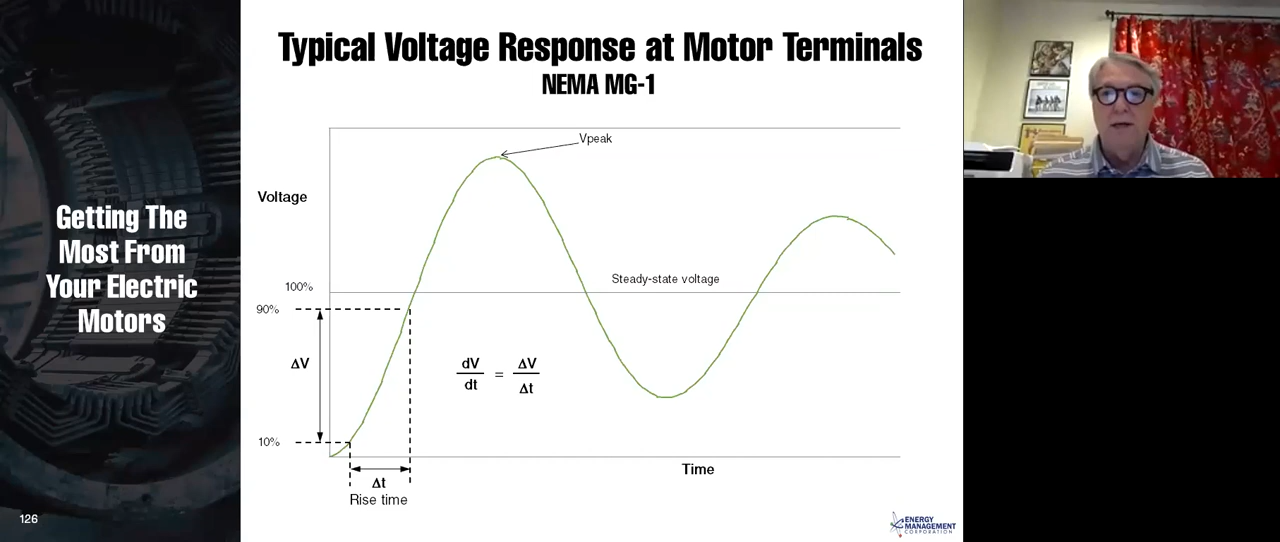 Getting The
Most From
Your Electric
Motors
126
Typical Voltage Response at Motor Terminals
NEMA MG-1
Vpeak
Voltage
Steady-state voltage
100%
90%
ΔV
dV
dt
=
ΔV
Δt
10%
Time
Δt
Rise time
ENERGY
MANAGEMENT
CORPORATION